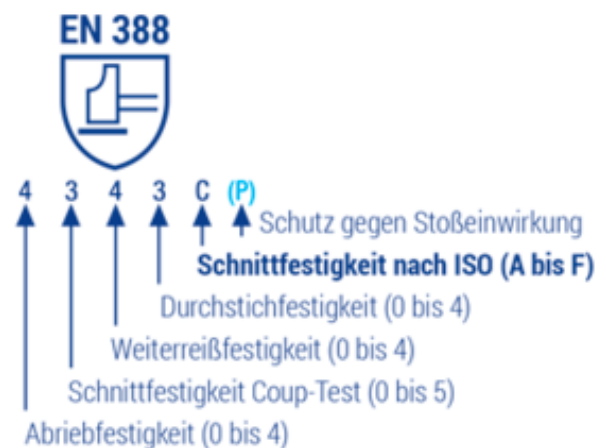 EN 388
4 3 4 3 C (P)
Schutz gegen Stoßeinwirkung
Schnittfestigkeit nach ISO (A bis F)
Durchstichfestigkeit (0 bis 4)
Weiterreißfestigkeit (0 bis 4)
Schnittfestigkeit Coup-Test (0 bis 5)
Abriebfestigkeit (0 bis 4)